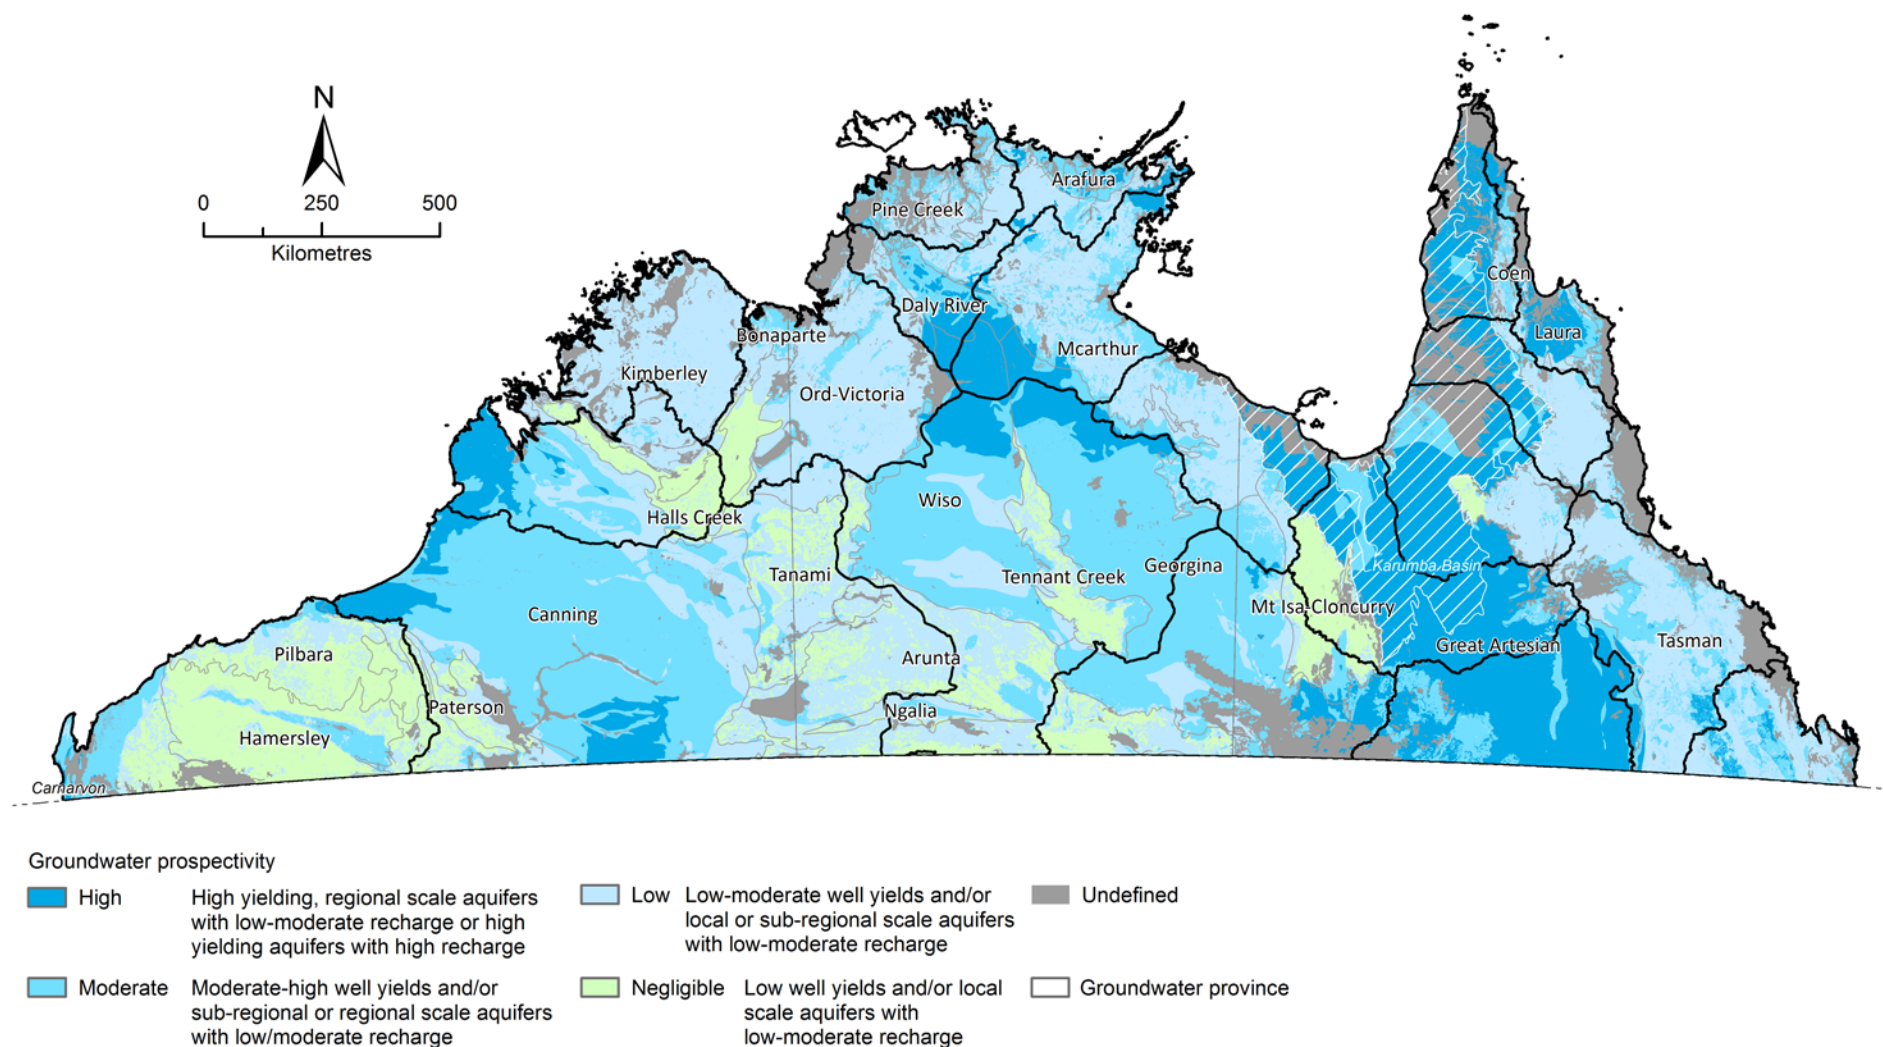 N
0 250 500
Kilometres
Arafura
Pine Creek
Coen
Daly River
Laura
Bonaparte
Mcarthur
Kimberley
Ord-Victoria
Wiso
Halls Creek
Karumba Basin
Georgina
Tanami
Tennant Creek
Canning
Mt Isa-Cloncurry
Tasman
Great Artesian
Pilbara
Arunta
Paterson
Ngalia
Hamersley
Carnarvon
Groundwater prospectivity
High
High yielding, regional scale aquifers
with low-moderate recharge or high
yielding aquifers with high recharge
Low
Low-moderate well yields and/or
local or sub-regional scale aquifers
with low-moderate recharge
Undefined
Moderate
Moderate-high well yields and/or
sub-regional or regional scale aquifers
with low/moderate recharge
Negligible
Low well yields and/or local
scale aquifers with
low-moderate recharge
Groundwater province